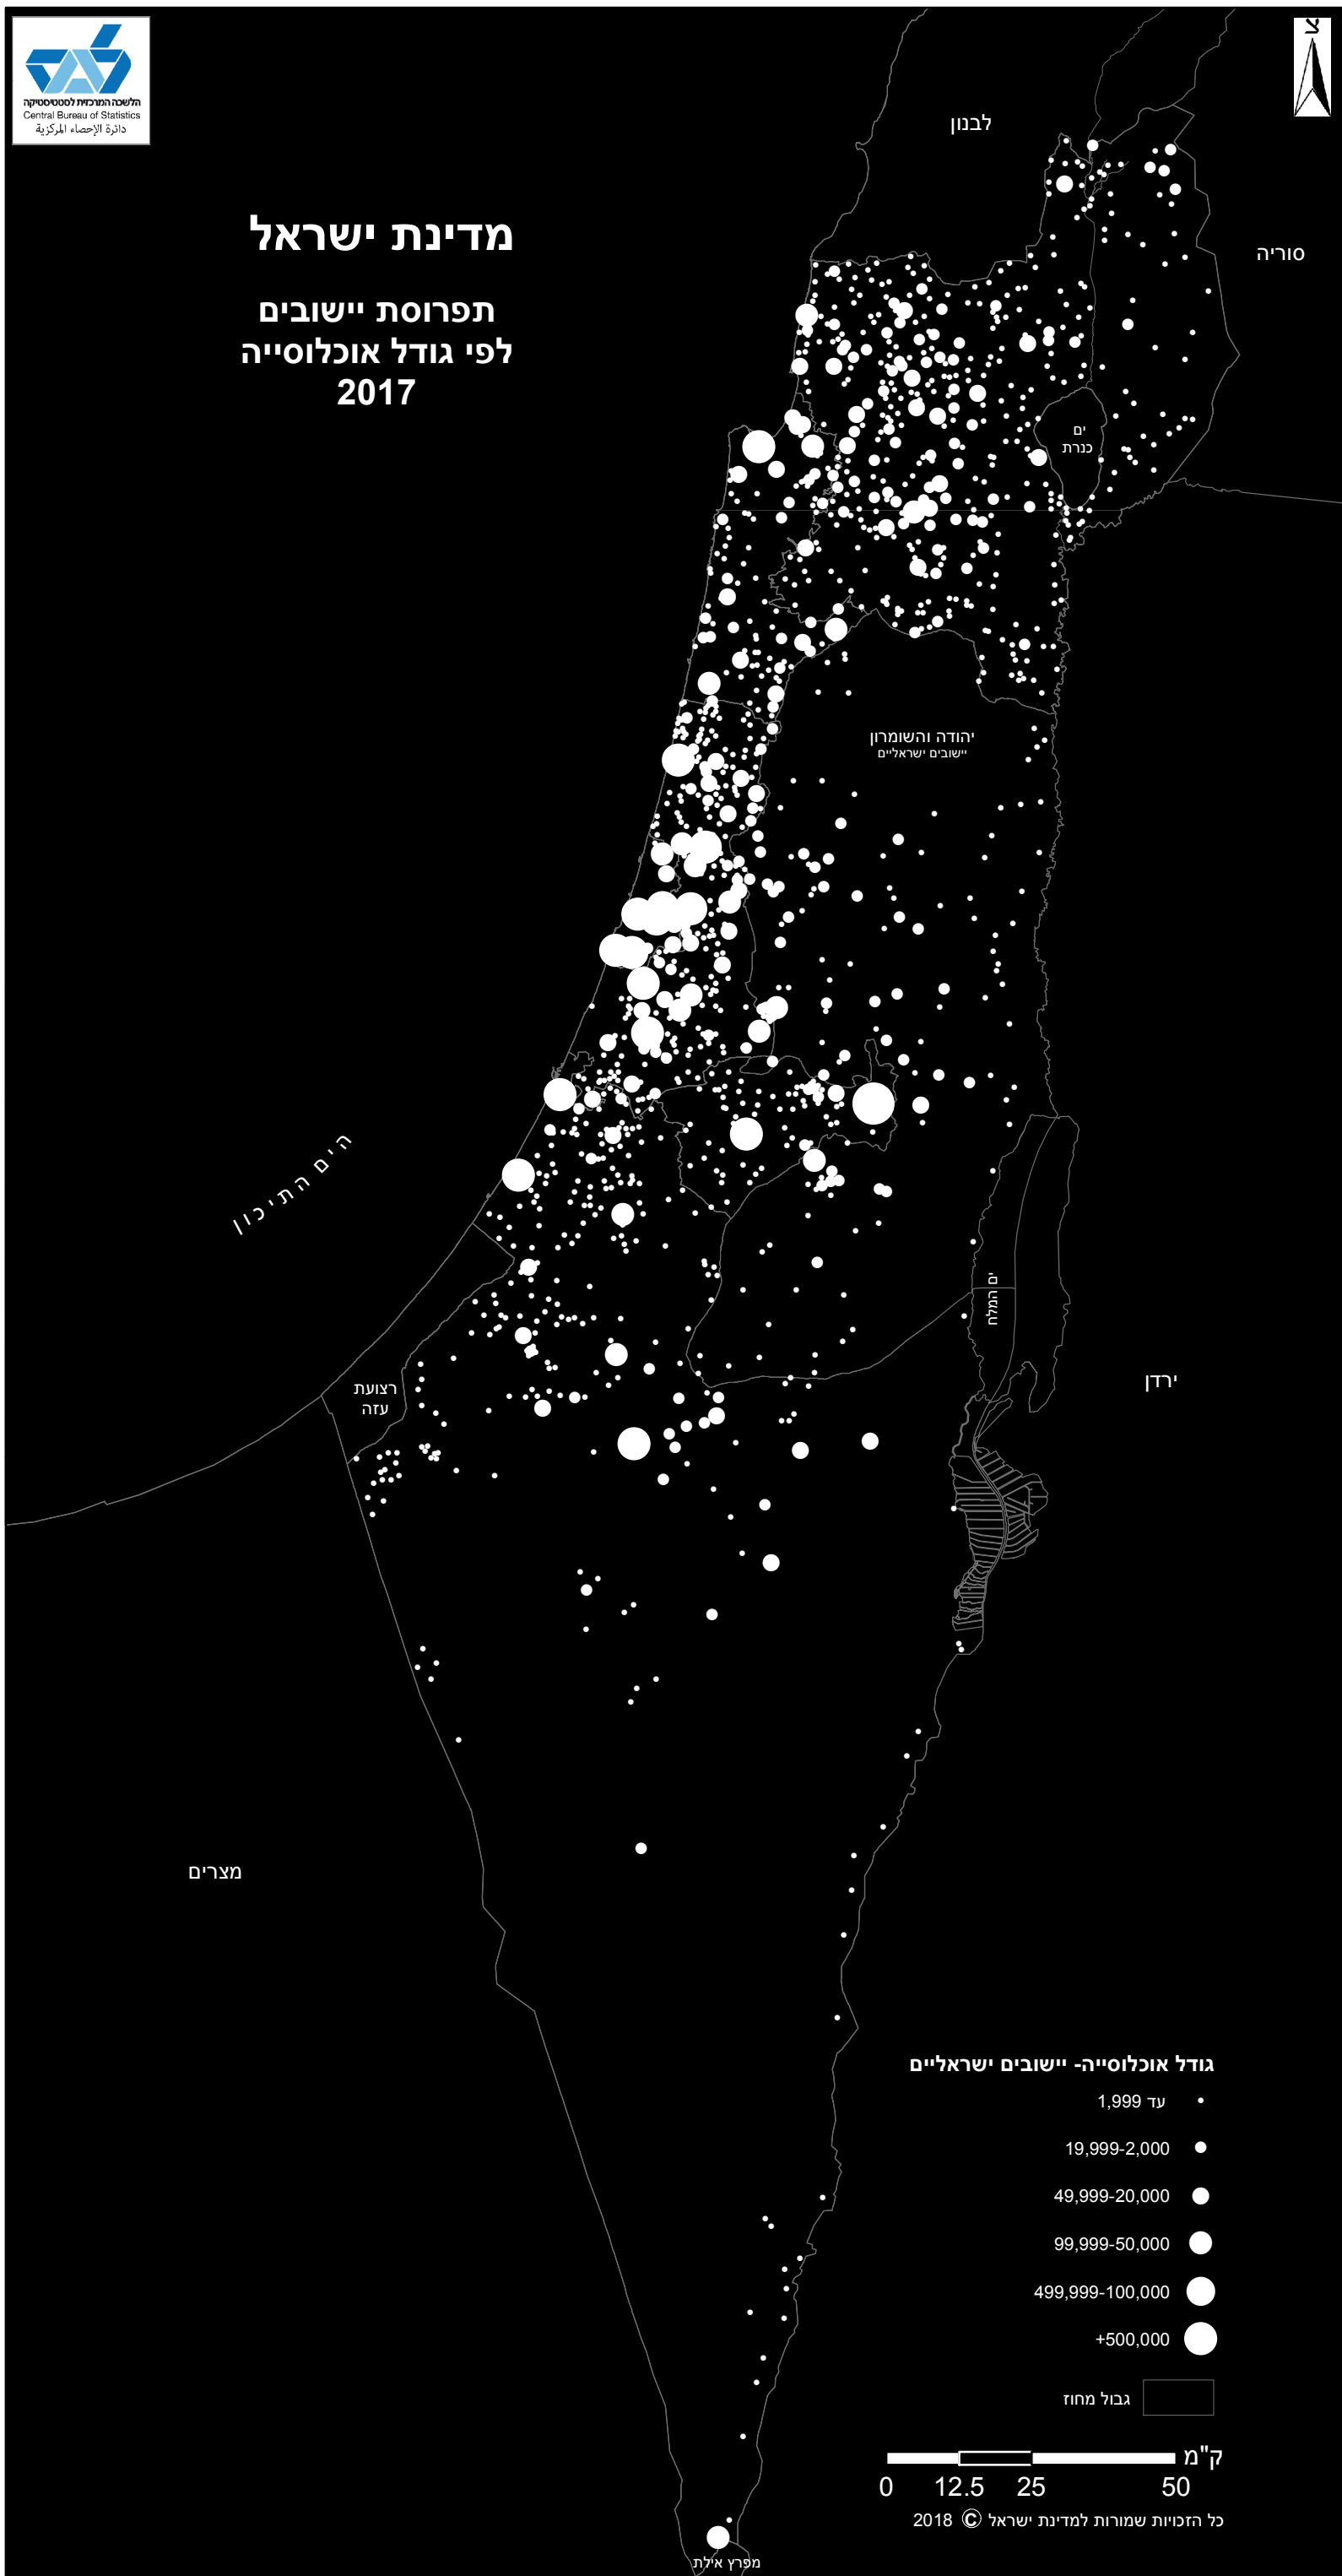 הלשכה המרכזית לסטטיסטיקה
Central Bureau of Statistics
دائرة الإحصاء المركزية
צ
מדינת ישראל
תפרוסת יישובים
לפי גודל אוכלוסייה
2017
לבנון
סוריה
ים
כנרת
יהודה והשומרון
יישובים ישראליים
הים התיכון
ים המלח
ירדן
רצועת
עזה
מצרים
גודל אוכלוסייה- יישובים ישראליים
עד 1,999
19,999-2,000
49,999-20,000
99,999-50,000
499,999-100,000
+500,000
גבול מחוז
ק"מ
0 12.5 25 50
כל הזכויות שמורות למדינת ישראל © 2018
מפרץ אילת